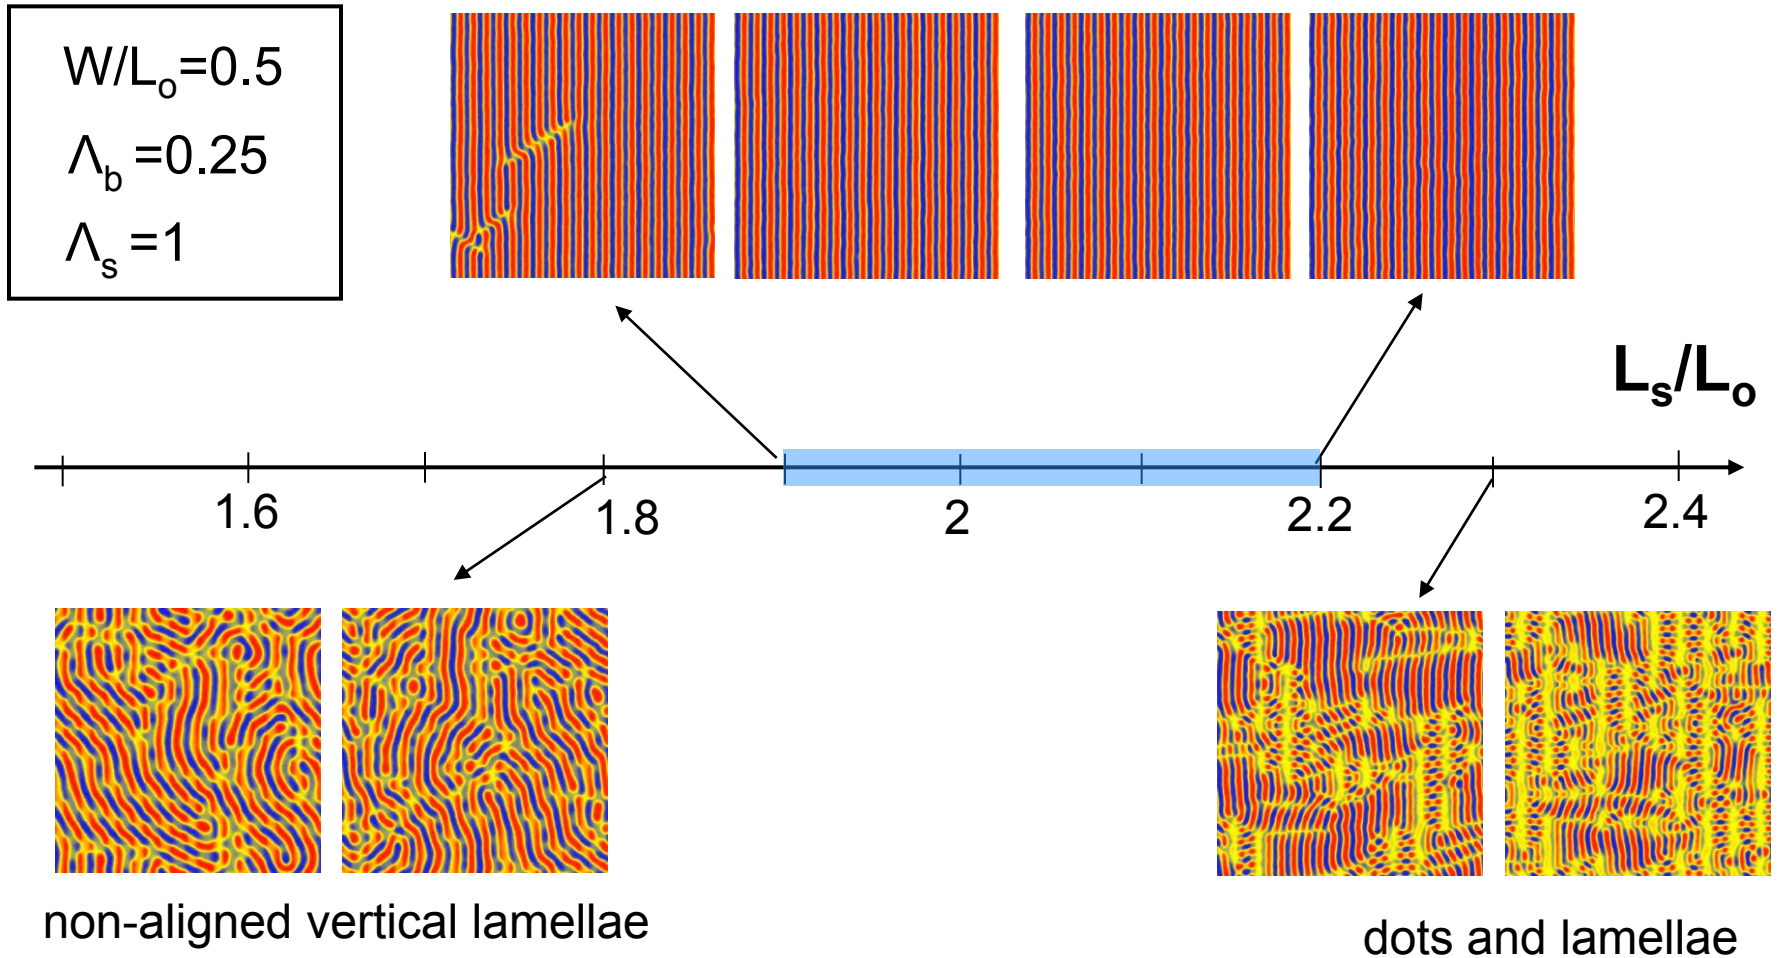 W/Lₒ=0.5
Λb =0.25
Λs =1
Ls/Lo
1.6 1.8 2 2.2 2.4
non-aligned vertical lamellae
dots and lamellae